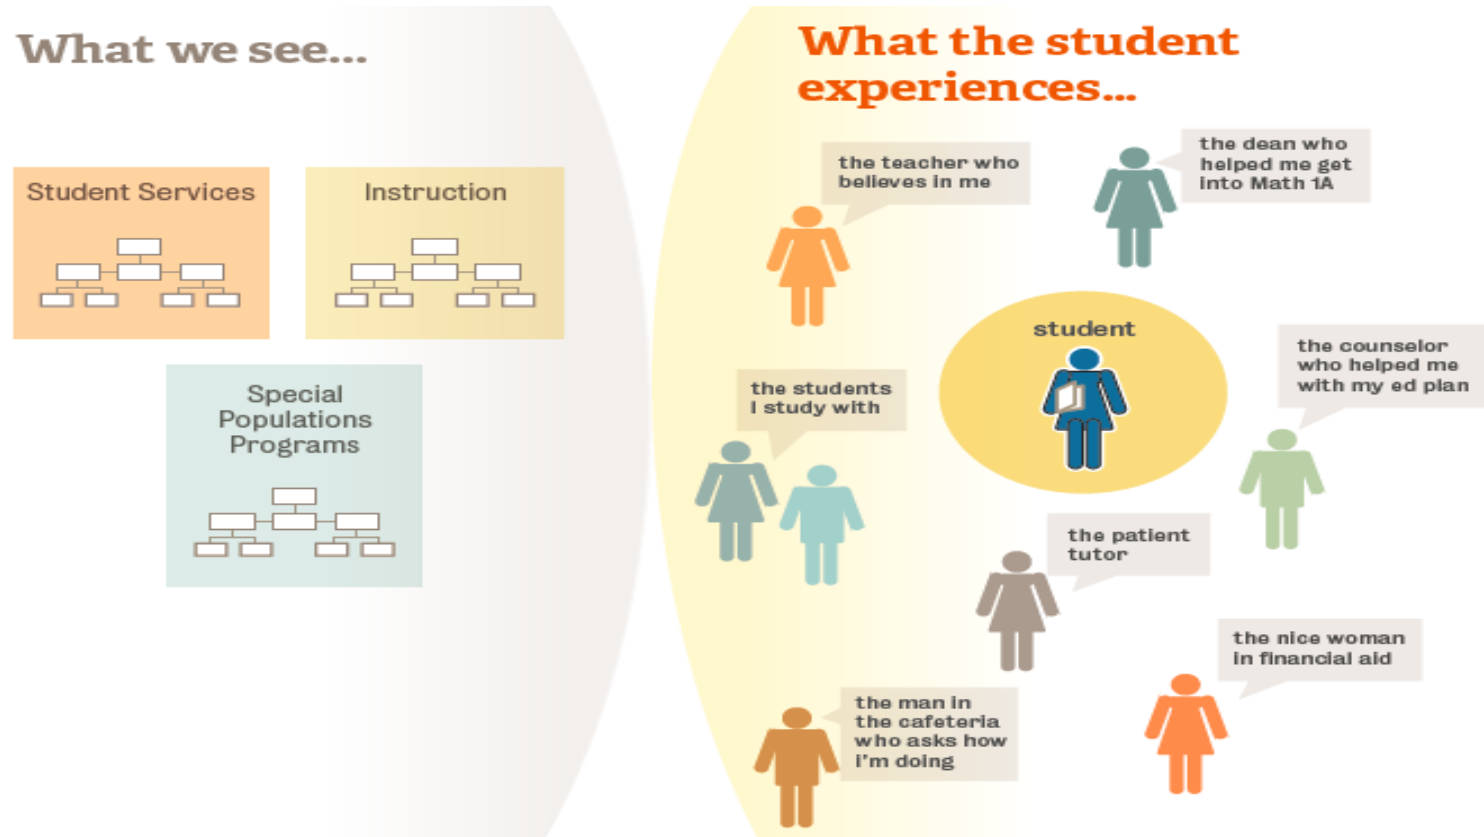 What we see...
Student Services
Instruction
Special
Populations
Programs
What the student
experiences...
the teacher who
believes in me
the dean who
helped me get
into Math 1A
student
the counselor
who helped me
with my ed plan
the students
I study with
the patient
tutor
the nice woman
in financial aid
the man in
the cafeteria
who asks how
i'm doing